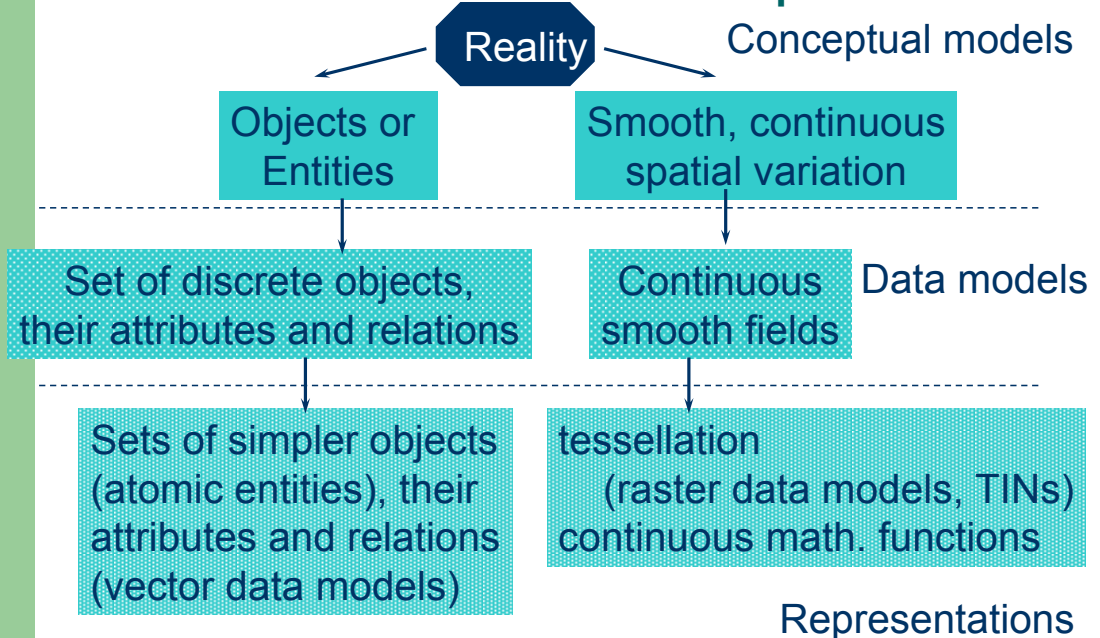 Reality
Conceptual models
Objects or
Entities
Smooth, continuous
spatial variation
Set of discrete objects,
their attributes and relations
Continuous
smooth fields
Data models
Sets of simpler objects
(atomic entities), their
attributes and relations
(vector data models)
tessellation
(raster data models, TINs)
continuous math. functions
Representations